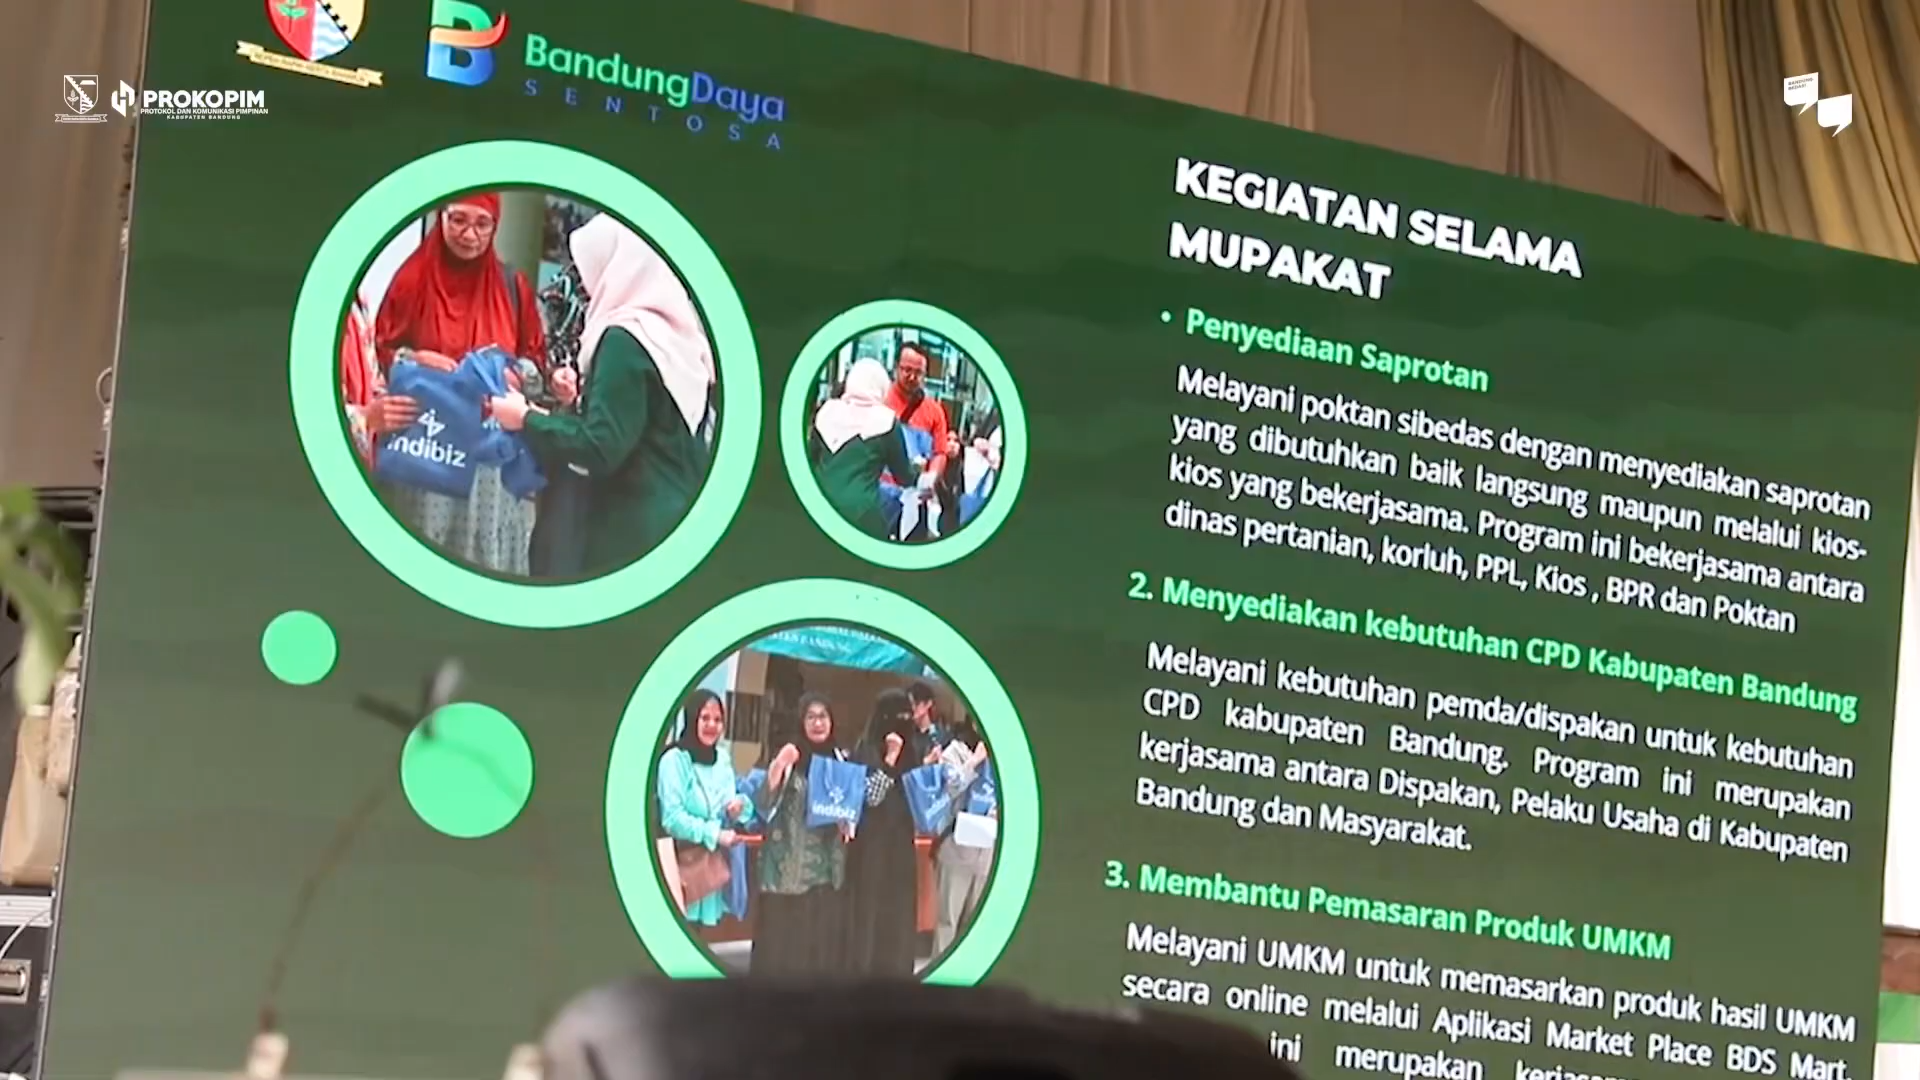 PROKOPIM
PROTOKOL DAN KOMUNIKASI PIMPINAN
KABUPATEN BANDUNG
BandungDaya
SENTOSA
BANDUNG
BEDAS!
KEGIATAN SELAMA
MUPAKAT
• Penyediaan Saprotan
Melayani poktan sibedas dengan menyediakan saprotan
yang dibutuhkan baik langsung maupun melalui kios-
kios yang bekerjasama. Program ini bekerjasama antara
dinas pertanian, korluh, PPL, Kios , BPR dan Poktan
2. Menyediakan kebutuhan CPD Kabupaten Bandung
Melayani kebutuhan pemda/dispakan untuk kebutuhan
CPD kabupaten Bandung. Program ini merupakan
kerjasama antara Dispakan, Pelaku Usaha di Kabupaten
Bandung dan Masyarakat.
3. Membantu Pemasaran Produk UMKM
Melayani UMKM untuk memasarkan produk hasil UMKM
secara online melalui Aplikasi Market Place BDS Mart.
ini merupakan
indibiz
indibiz